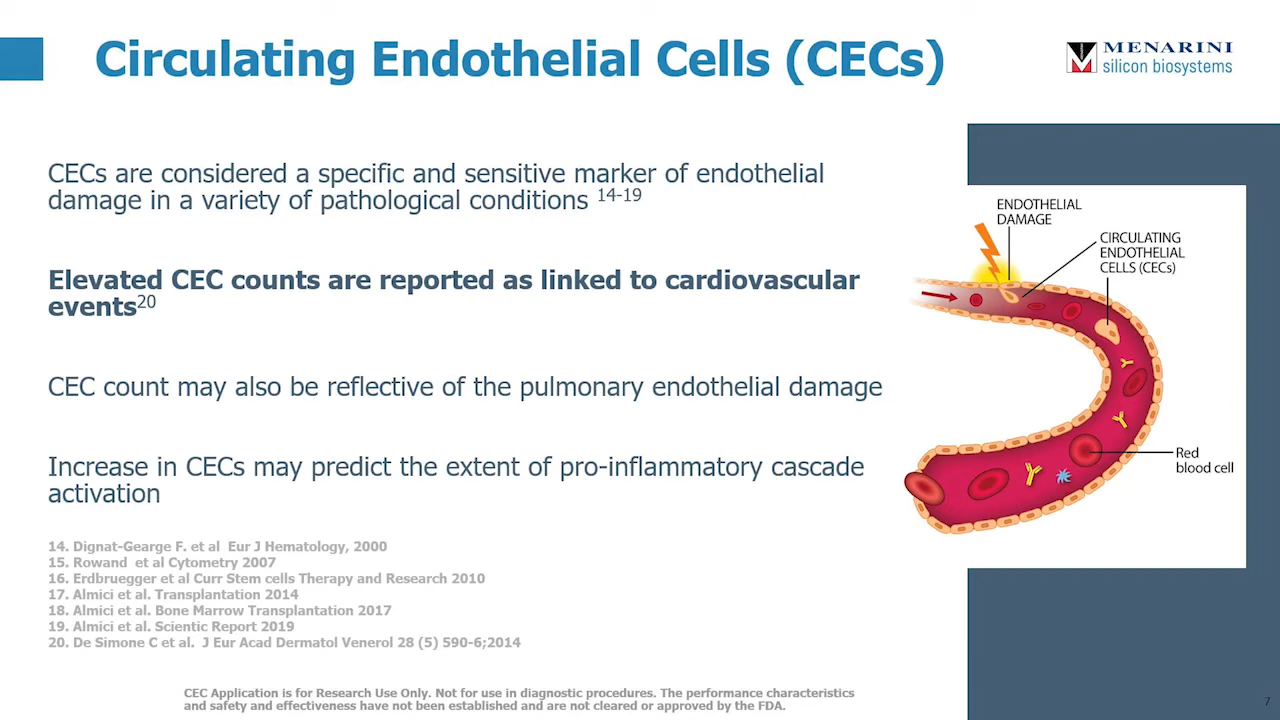 Circulating Endothelial Cells (CECs)
MENARINI
silicon biosystems
CECs are considered a specific and sensitive marker of endothelial
damage in a variety of pathological conditions 14-19
Elevated CEC counts are reported as linked to cardiovascular
events20
CEC count may also be reflective of the pulmonary endothelial damage
Increase in CECs may predict the extent of pro-inflammatory cascade
activation
ENDOTHELIAL
DAMAGE
CIRCULATING
ENDOTHELIAL
CELLS (CECs)
Red
blood cell
14. Dignat-Gearge F. et al  Eur J Hematology, 2000
15. Rowand  et al Cytometry 2007
16. Erdbruegger et al Curr Stem cells Therapy and Research 2010
17. Almici et al. Transplantation 2014
18. Almici et al. Bone Marrow Transplantation 2017
19. Almici et al. Scientic Report 2019
20. De Simone C et al.  J Eur Acad Dermatol Venerol 28 (5) 590-6;2014
CEC Application is for Research Use Only. Not for use in diagnostic procedures. The performance characteristics
and safety and effectiveness have not been established and are not cleared or approved by the FDA.
7